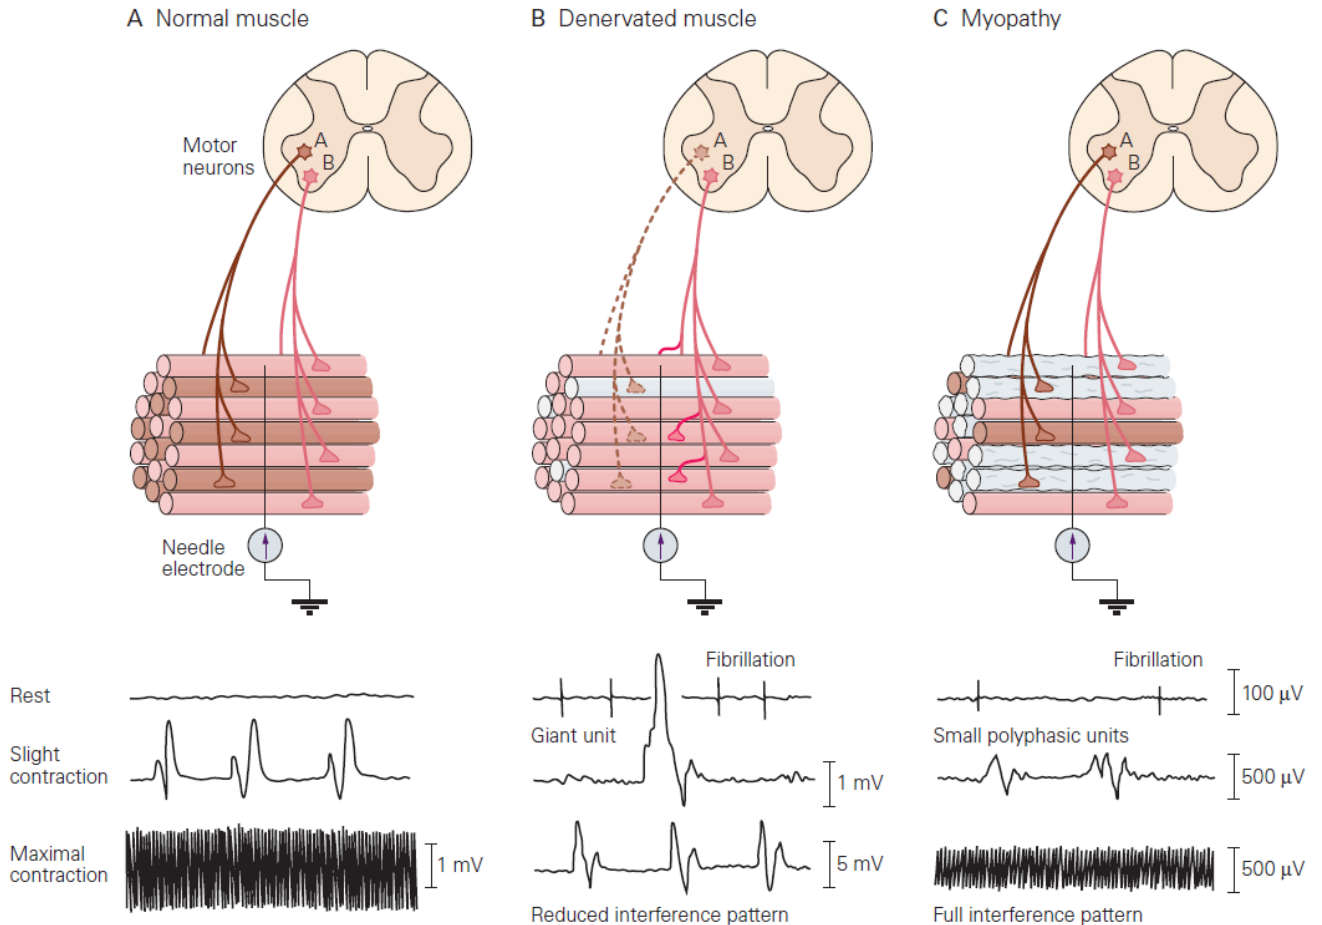 A Normal muscle
B Denervated muscle
C Myopathy
Motor
neurons
A
B
A
B
A
B
Needle
electrode
Rest
Fibrillation
Fibrillation
100 µV
Slight
contraction
Giant unit
1 mV
Small polyphasic units
500 µV
Maximal
contraction
1 mV
5 mV
500 µV
Reduced interference pattern
Full interference pattern